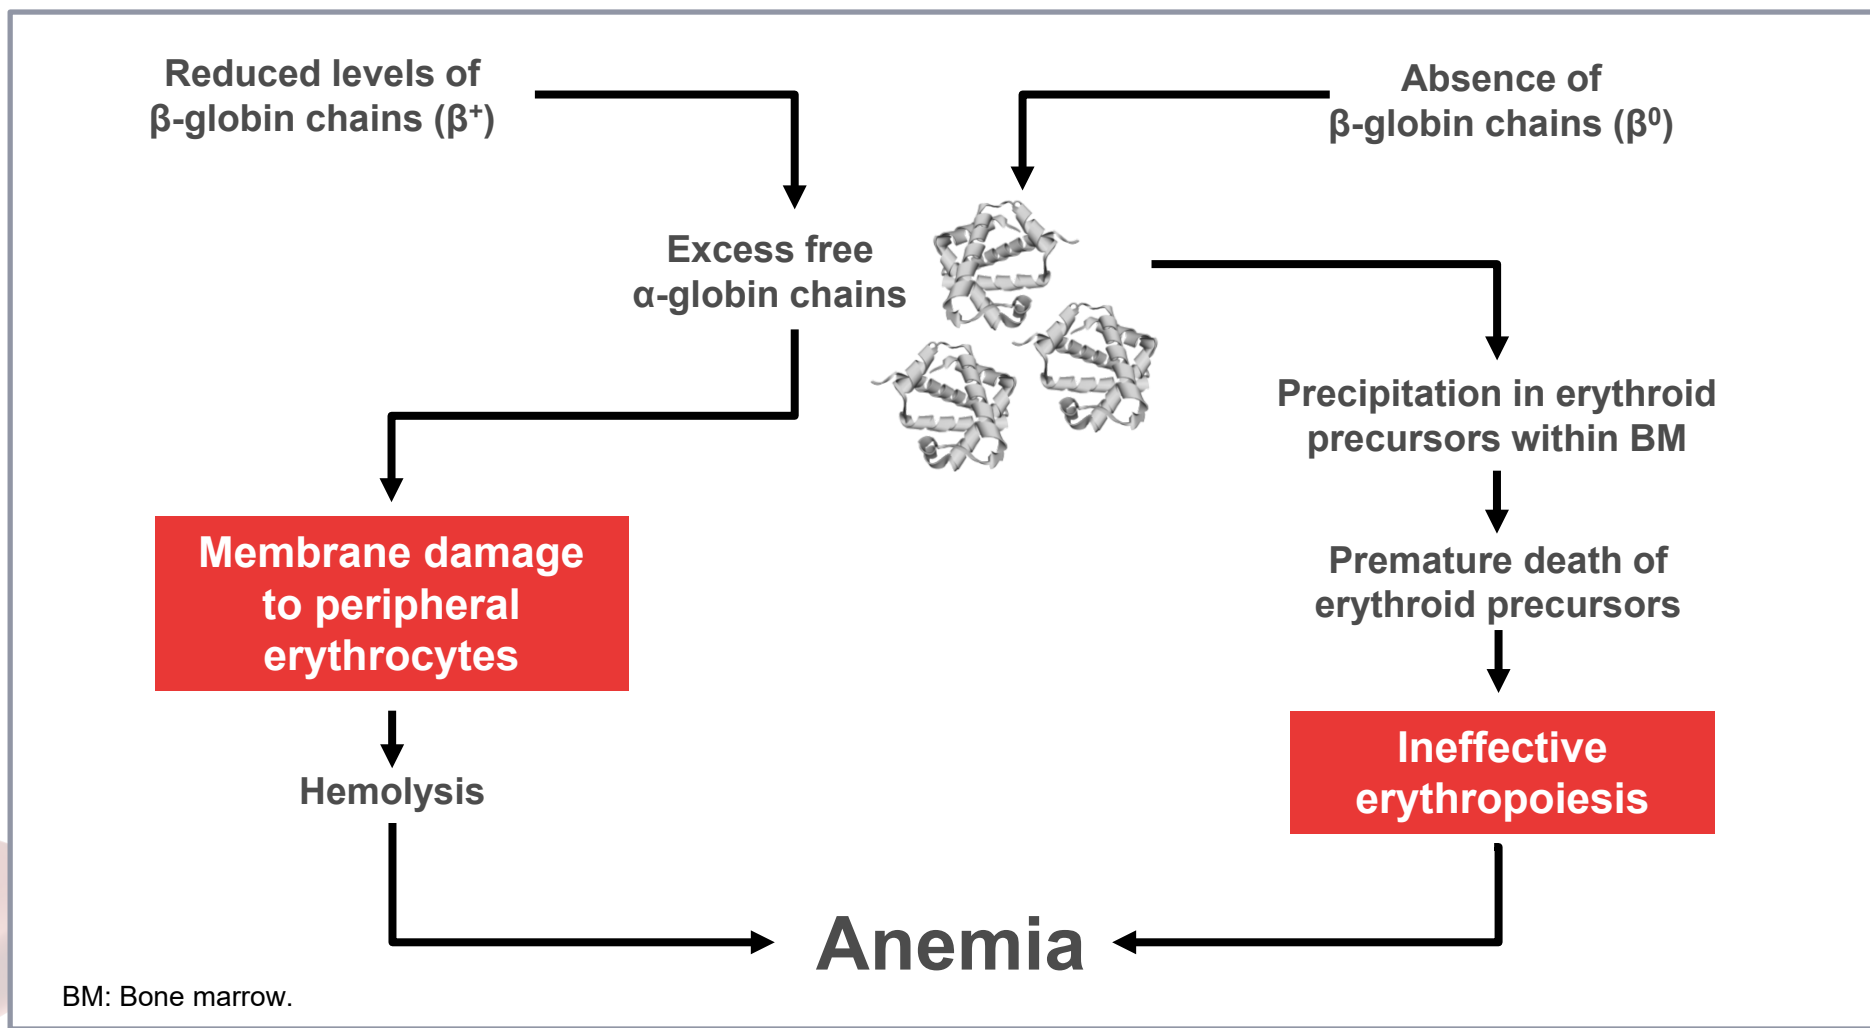 Reduced levels of
β-globin chains (β⁺)
Absence of
β-globin chains (β⁰)
Excess free
α-globin chains
Precipitation in erythroid
precursors within BM
Membrane damage
to peripheral
erythrocytes
Premature death of
erythroid precursors
Hemolysis
Ineffective
erythropoiesis
Anemia
BM: Bone marrow.